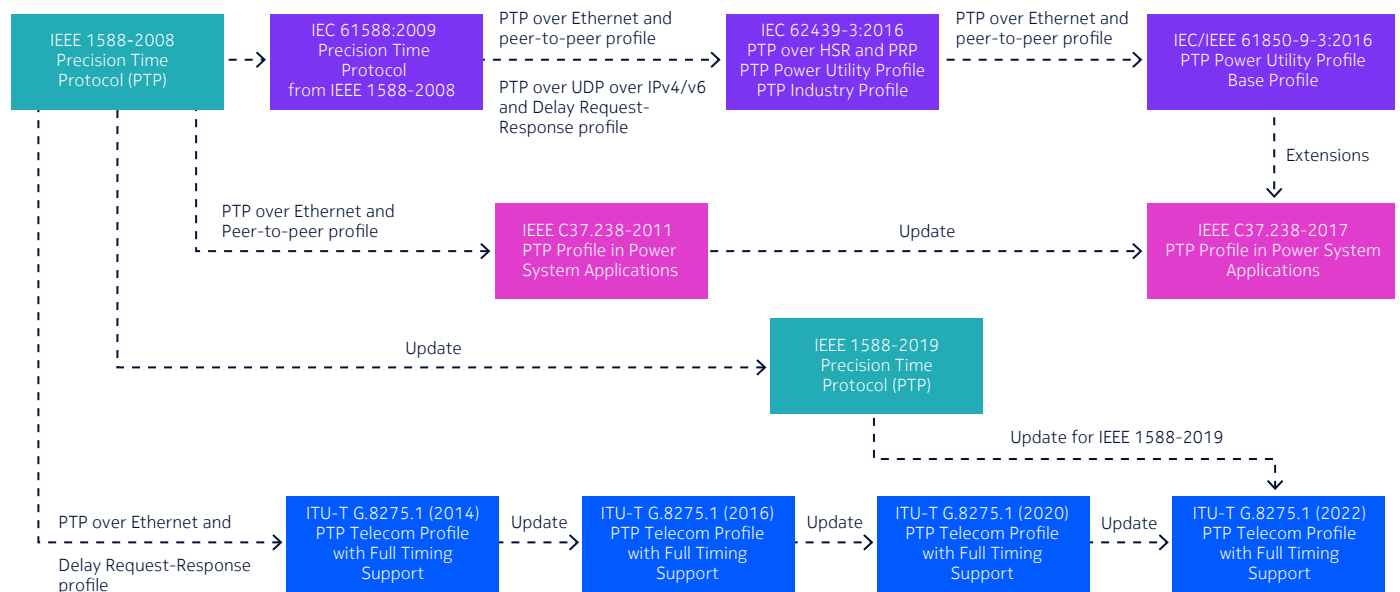 IEEE 1588-2008
Precision Time
Protocol (PTP)
IEC 61588:2009
Precision Time
Protocol
from IEEE 1588-2008
PTP over Ethernet and
peer-to-peer profile
PTP over UDP over IPv4/v6
and Delay Request-
Response profile
IEC 62439-3:2016
PTP over HSR and PRP
PTP Power Utility Profile
PTP Industry Profile
PTP over Ethernet and
peer-to-peer profile
IEC/IEEE 61850-9-3:2016
PTP Power Utility Profile
Base Profile
Extensions
PTP over Ethernet and
Peer-to-peer profile
IEEE C37.238-2011
PTP Profile in Power
System Applications
Update
IEEE C37.238-2017
PTP Profile in Power System
Applications
Update
IEEE 1588-2019
Precision Time
Protocol (PTP)
Update for IEEE 1588-2019
PTP over Ethernet and
Delay Request-Response
profile
ITU-T G.8275.1 (2014)
PTP Telecom Profile
with Full Timing
Support
Update
ITU-T G.8275.1 (2016)
PTP Telecom Profile
with Full Timing
Support
Update
ITU-T G.8275.1 (2020)
PTP Telecom Profile
with Full Timing
Support
Update
ITU-T G.8275.1 (2022)
PTP Telecom Profile
with Full Timing
Support